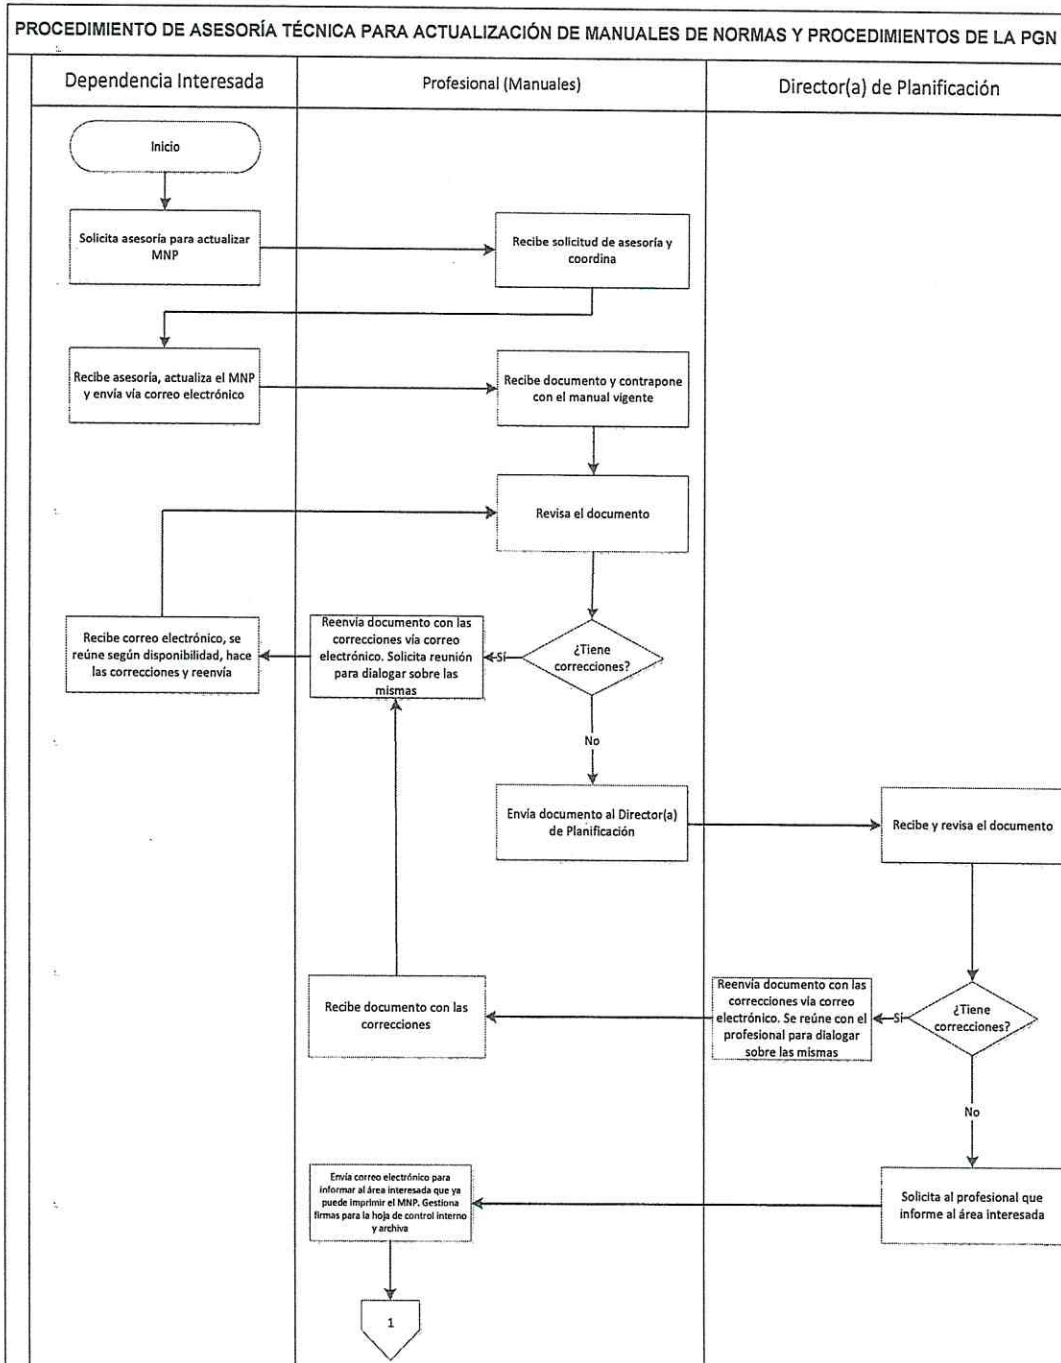 PROCEDIMIENTO DE ASESORÍA TÉCNICA PARA ACTUALIZACIÓN DE MANUALES DE NORMAS Y PROCEDIMIENTOS DE LA PGN
Dependencia Interesada
Profesional (Manuales)
Director(a) de Planificación
Inicio
Solicita asesoría para actualizar
MNP
Recibe solicitud de asesoría y
coordina
Recibe asesoría, actualiza el MNP
y envía vía correo electrónico
Recibe documento y contrapone
con el manual vigente
Revisa el documento
¿Tiene
correcciones?
Sí
Reenvía documento con las
correcciones vía correo
electrónico. Solicita reunión
para dialogar sobre las
mismas
Recibe correo electrónico, se
reúne según disponibilidad, hace
las correcciones y reenvía
No
Envía documento al Director(a)
de Planificación
Recibe y revisa el documento
¿Tiene
correcciones?
Sí
Reenvía documento con las
correcciones vía correo
electrónico. Se reúne con el
profesional para dialogar
sobre las mismas
Recibe documento con las
correcciones
No
Solicita al profesional que
informe al área interesada
Envía correo electrónico para
informar al área interesada que ya
puede imprimir el MNP. Gestiona
firmas para la hoja de control interno
y archiva
1